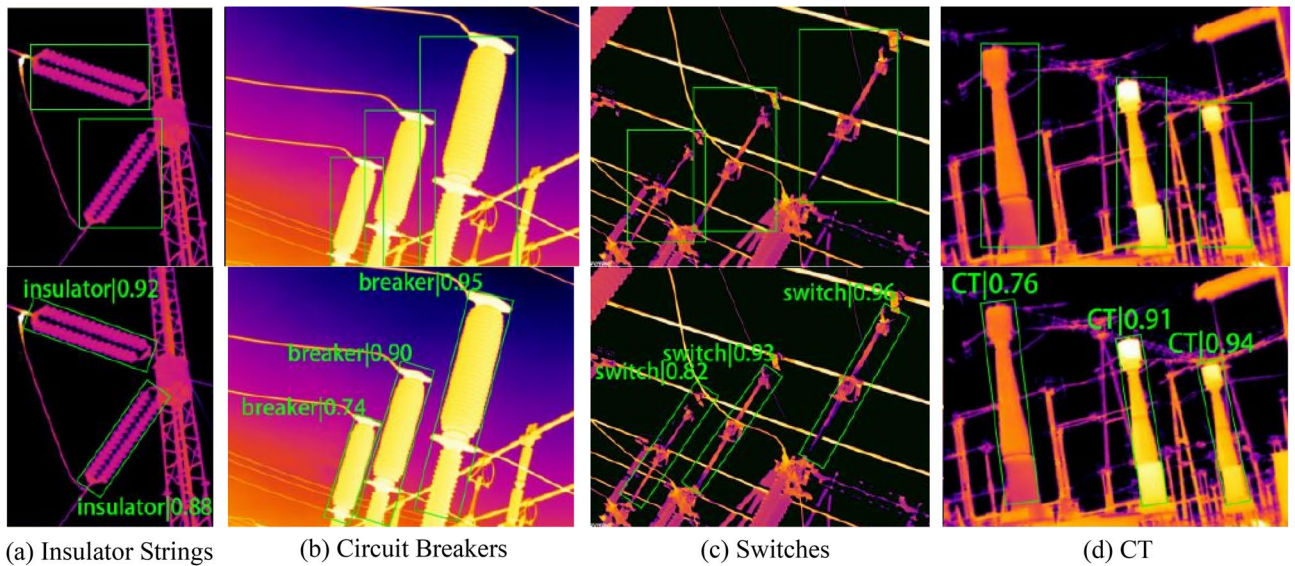 insulator|0.92
insulator|0.88
breaker|0.95
breaker|0.90
breaker|0.74
switch|0.96
switch|0.93
switch|0.82
CT|0.76
CT|0.91
CT|0.94
(a) Insulator Strings
(b) Circuit Breakers
(c) Switches
(d) CT